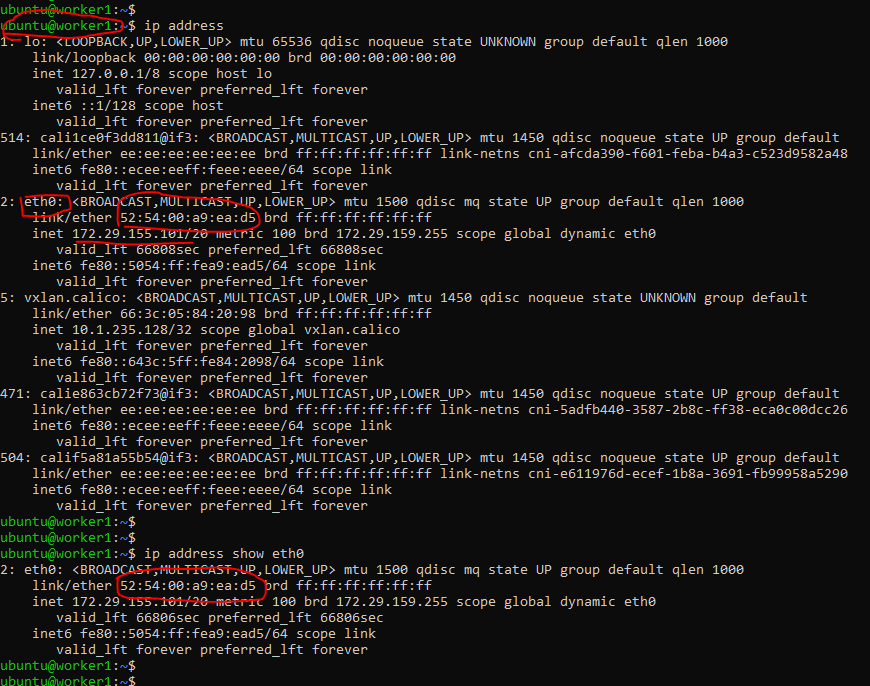 ubuntu@worker1:~$
ubuntu@worker1:~$ ip address
1: lo: <LOOPBACK,UP,LOWER_UP> mtu 65536 qdisc noqueue state UNKNOWN group default qlen 1000
    link/loopback 00:00:00:00:00:00 brd 00:00:00:00:00:00
    inet 127.0.0.1/8 scope host lo
       valid_lft forever preferred_lft forever
    inet6 ::1/128 scope host
       valid_lft forever preferred_lft forever
514: cali1ce0f3dd811@if3: <BROADCAST,MULTICAST,UP,LOWER_UP> mtu 1450 qdisc noqueue state UP group default
    link/ether ee:ee:ee:ee:ee:ee brd ff:ff:ff:ff:ff:ff link-netns cni-afcda390-f601-feba-b4a3-c523d9582a48
    inet6 fe80::ecee:eeff:feee:eeee/64 scope link
       valid_lft forever preferred_lft forever
2: eth0: <BROADCAST,MULTICAST,UP,LOWER_UP> mtu 1500 qdisc mq state UP group default qlen 1000
    link/ether 52:54:00:a9:ea:d5 brd ff:ff:ff:ff:ff:ff
    inet 172.29.155.101/20 metric 100 brd 172.29.159.255 scope global dynamic eth0
       valid_lft 66808sec preferred_lft 66808sec
    inet6 fe80::5054:ff:fea9:ead5/64 scope link
       valid_lft forever preferred_lft forever
5: vxlan.calico: <BROADCAST,MULTICAST,UP,LOWER_UP> mtu 1450 qdisc noqueue state UNKNOWN group default
    link/ether 66:3c:05:84:20:98 brd ff:ff:ff:ff:ff:ff
    inet 10.1.235.128/32 scope global vxlan.calico
       valid_lft forever preferred_lft forever
    inet6 fe80::643c:5ff:fe84:2098/64 scope link
       valid_lft forever preferred_lft forever
471: calie863cb72f73@if3: <BROADCAST,MULTICAST,UP,LOWER_UP> mtu 1450 qdisc noqueue state UP group default
    link/ether ee:ee:ee:ee:ee:ee brd ff:ff:ff:ff:ff:ff link-netns cni-5adfb440-3587-2b8c-ff38-eca0c00dcc26
    inet6 fe80::ecee:eeff:feee:eeee/64 scope link
       valid_lft forever preferred_lft forever
504: calif5a81a55b54@if3: <BROADCAST,MULTICAST,UP,LOWER_UP> mtu 1450 qdisc noqueue state UP group default
    link/ether ee:ee:ee:ee:ee:ee brd ff:ff:ff:ff:ff:ff link-netns cni-e611976d-ecef-1b8a-3691-fb99958a5290
    inet6 fe80::ecee:eeff:feee:eeee/64 scope link
       valid_lft forever preferred_lft forever
ubuntu@worker1:~$
ubuntu@worker1:~$
ubuntu@worker1:~$ ip address show eth0
2: eth0: <BROADCAST,MULTICAST,UP,LOWER_UP> mtu 1500 qdisc mq state UP group default qlen 1000
    link/ether 52:54:00:a9:ea:d5 brd ff:ff:ff:ff:ff:ff
    inet 172.29.155.101/20 metric 100 brd 172.29.159.255 scope global dynamic eth0
       valid_lft 66806sec preferred_lft 66806sec
    inet6 fe80::5054:ff:fea9:ead5/64 scope link
       valid_lft forever preferred_lft forever
ubuntu@worker1:~$
ubuntu@worker1:~$